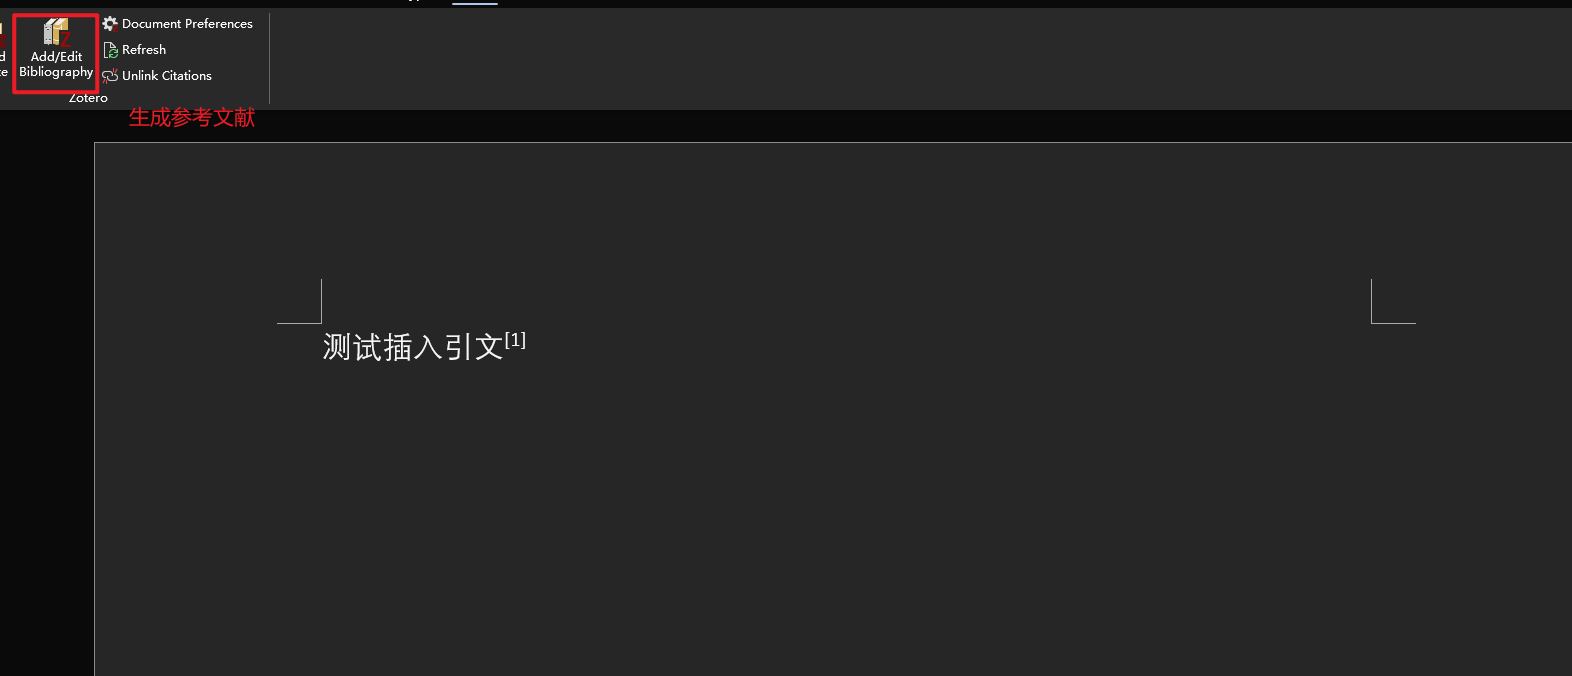 Document Preferences
Add/Edit
Bibliography
Refresh
Unlink Citations
Zotero
生成参考文献
测试插入引文[1]